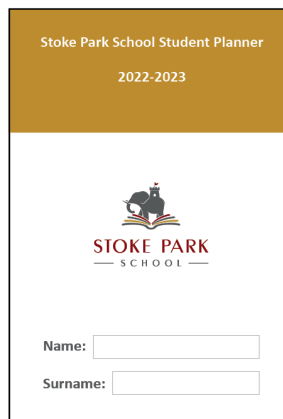 Stoke Park School Student Planner
2022-2023
STOKE PARK
SCHOOL
Name:
Surname: